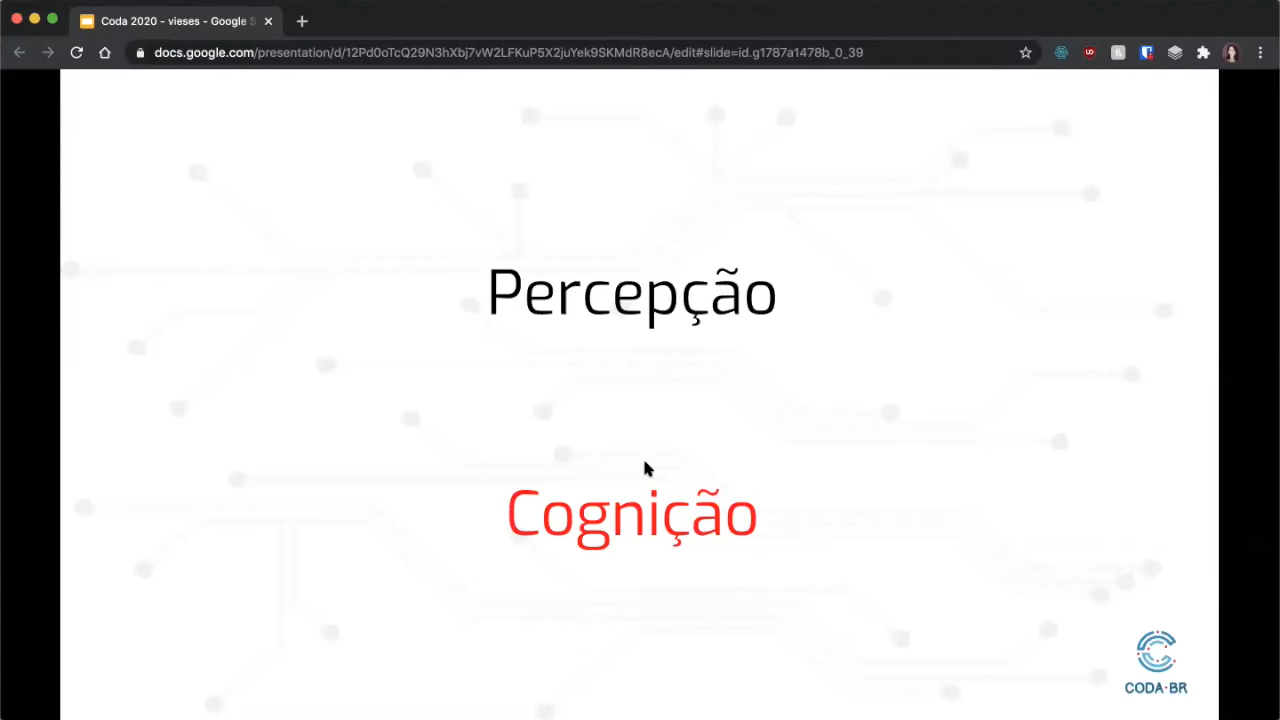 Coda 2020 - vieses - Google S
docs.google.com/presentation/d/12Pd0oTcQ29N3hXbj7vW2LFKuP5X2juYek9SKMdR8ecA/edit#slide=id.g1787a1478b_0_39
Percepção
Cognição
CODA·BR